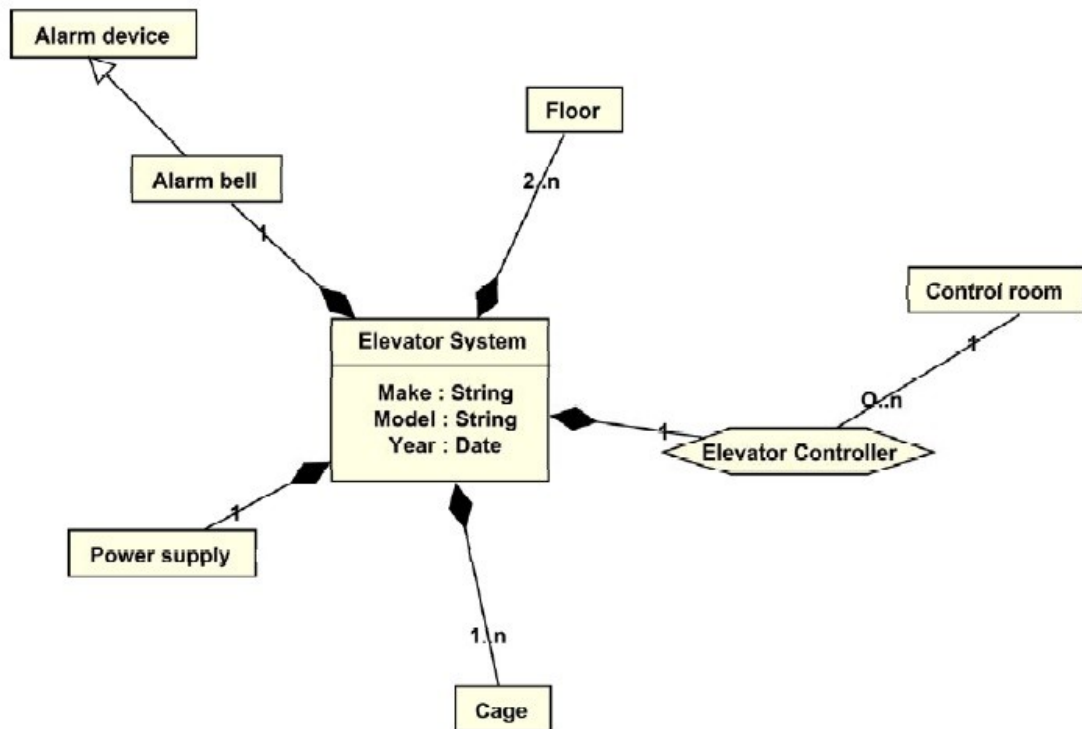 Alarm device
Floor
Alarm bell
2..n
1
Control room
Elevator System
1
Make : String
Model : String
O..n
Year : Date
1
Elevator Controller
1
Power supply
1..n
Cage